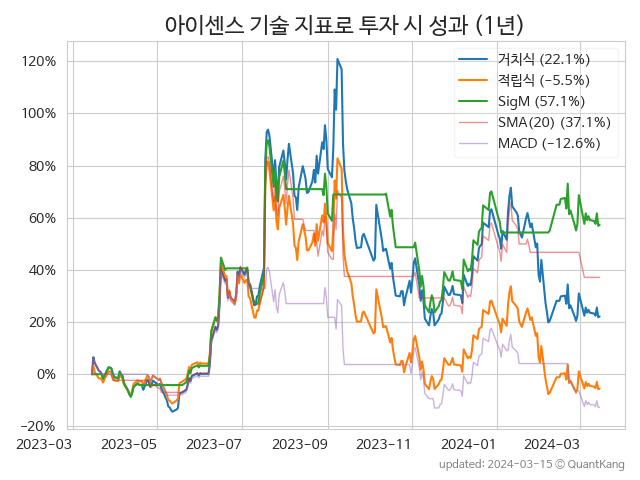 아이센스 기술 지표로 투자 시 성과 (1년)
거치식 (22.1%)
적립식 (−5.5%)
SigM (57.1%)
SMA(20) (37.1%)
MACD (−12.6%)
120%
100%
80%
60%
40%
20%
0%
−20%
2023-03 2023-05 2023-07 2023-09 2023-11 2024-01 2024-03
updated: 2024-03-15 ⓒ QuantKang